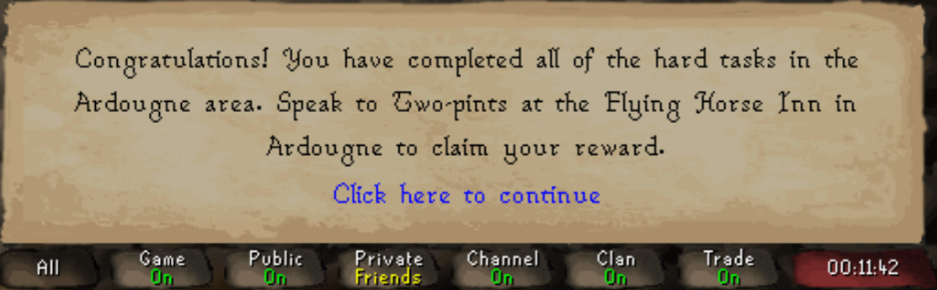 Congratulations! You have completed all of the hard tasks in the
Ardougne area. Speak to Two-pints at the Flying Horse Inn in
Ardougne to claim your reward.
Click here to continue
All Game Public Private Channel Clan Trade 00:11:42
On On Friends On On On